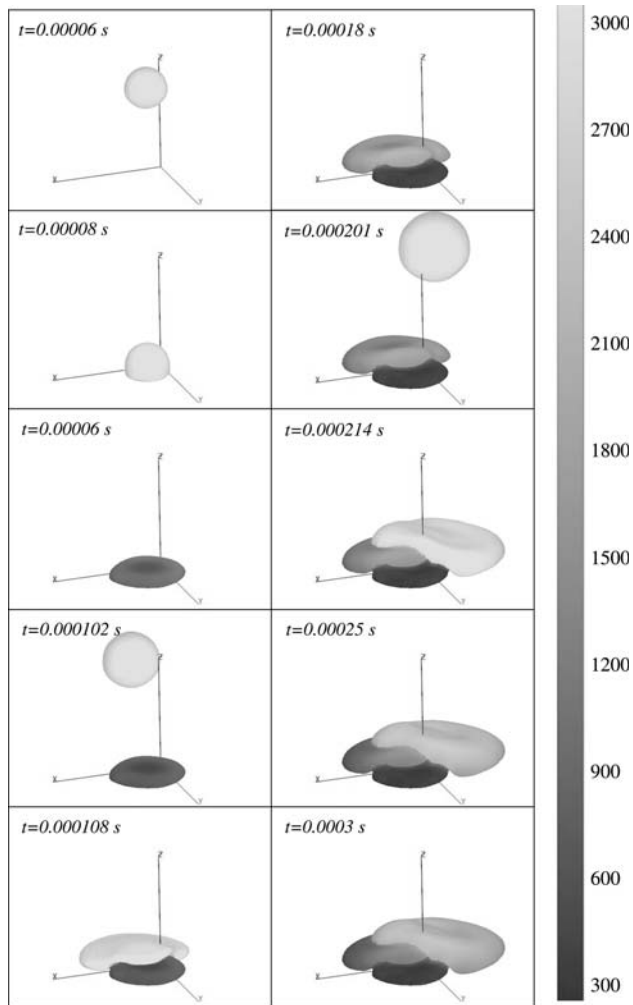 t=0.00006 s
Z
X
Y
t=0.00008 s
Z
X
Y
t=0.00006 s
Z
X
Y
t=0.000102 s
Z
X
Y
t=0.000108 s
Z
X
Y
t=0.00018 s
Z
X
Y
t=0.000201 s
X
Y
t=0.000214 s
Z
X
Y
t=0.00025 s
Z
X
Y
t=0.0003 s
Z
X
Y
3000
2700
2400
2100
1800
1500
1200
900
600
300